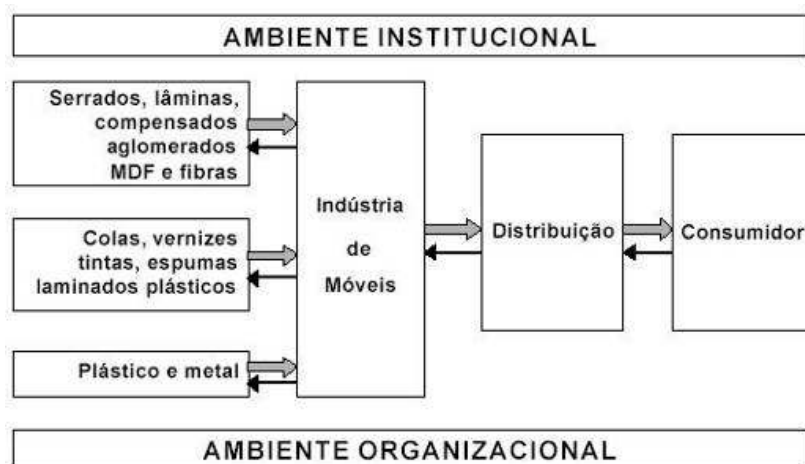 AMBIENTE INSTITUCIONAL
Serrados, lâminas,
compensados
aglomerados
MDF e fibras
Colas, vernizes
tintas, espumas
laminados plásticos
Plástico e metal
Indústria
de
Móveis
Distribuição
Consumidor
AMBIENTE ORGANIZACIONAL